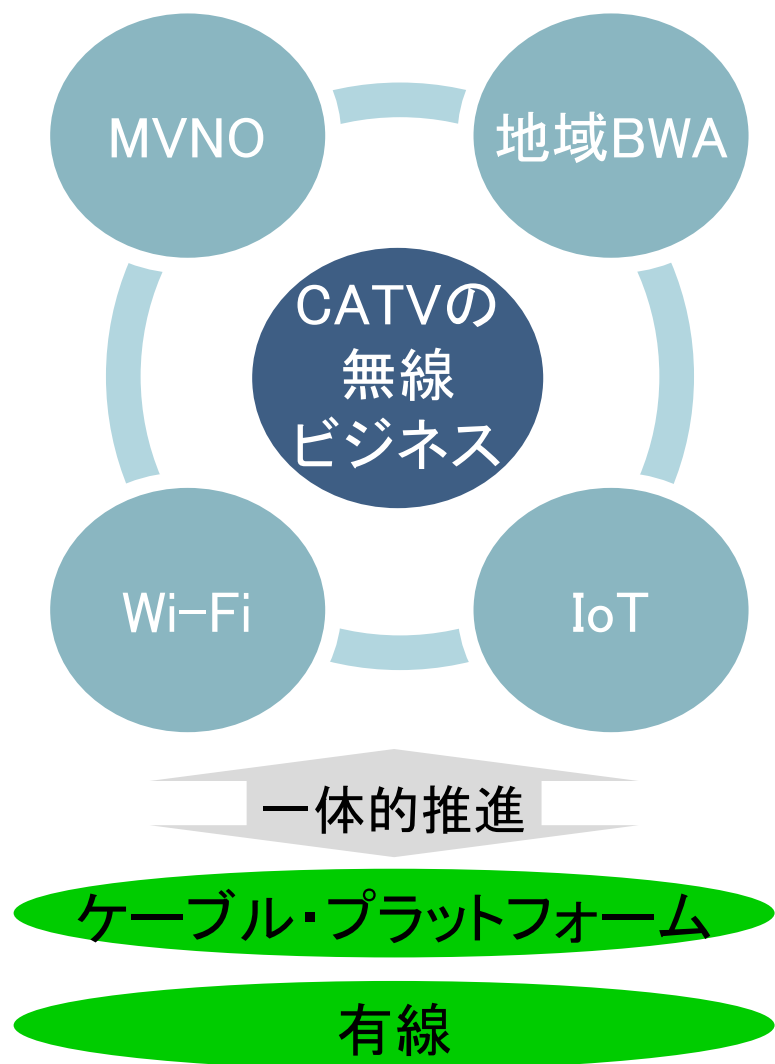 MVNO
地域BWA
CATVの
無線
ビジネス
Wi-Fi
IoT
一体的推進
ケーブル・プラットフォーム
有線